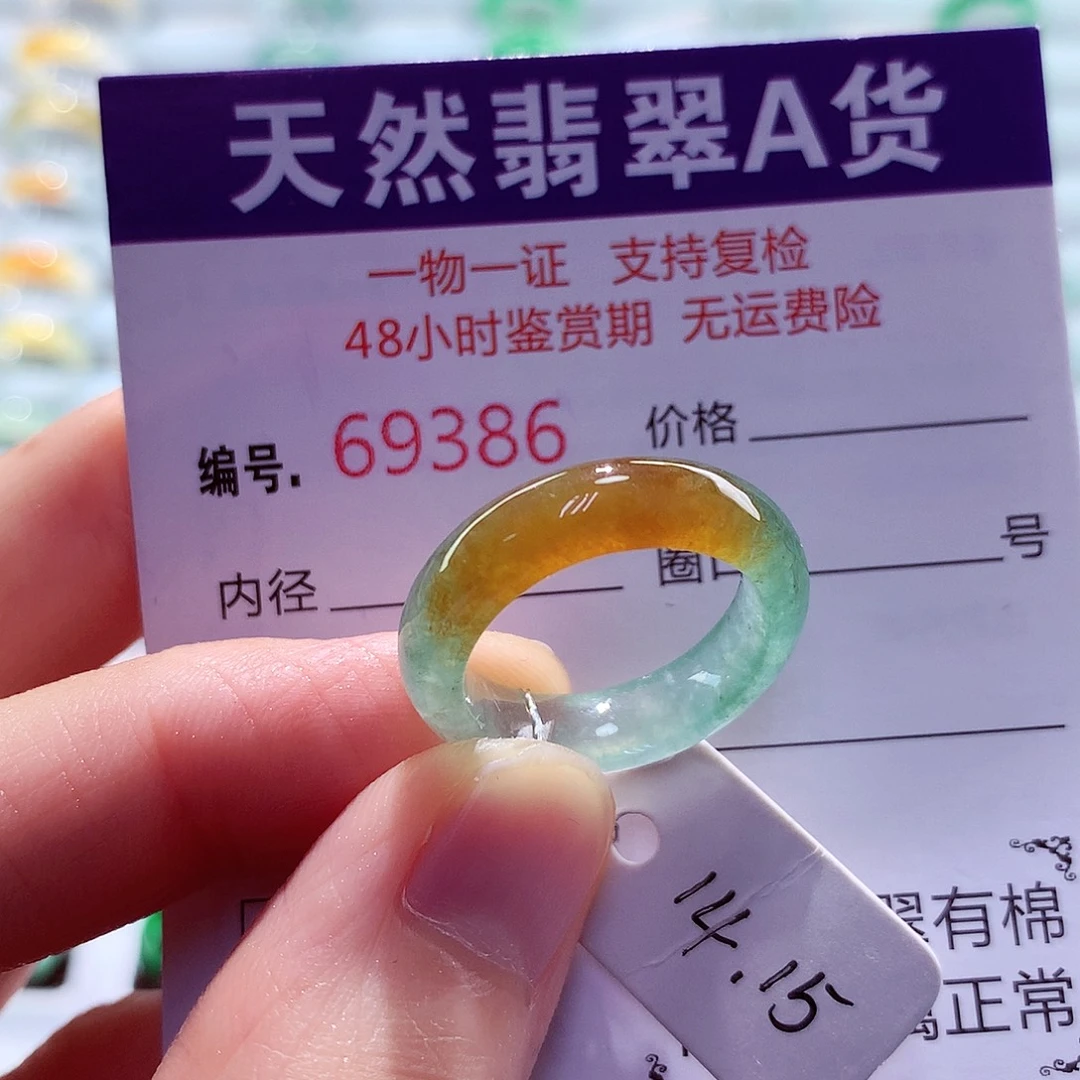 天然翡翠A货
一物一证 支持复检
48小时鉴赏期 无运费险
编号. 69386 价格
内径 圈口 号
14.15
翠有棉
正常